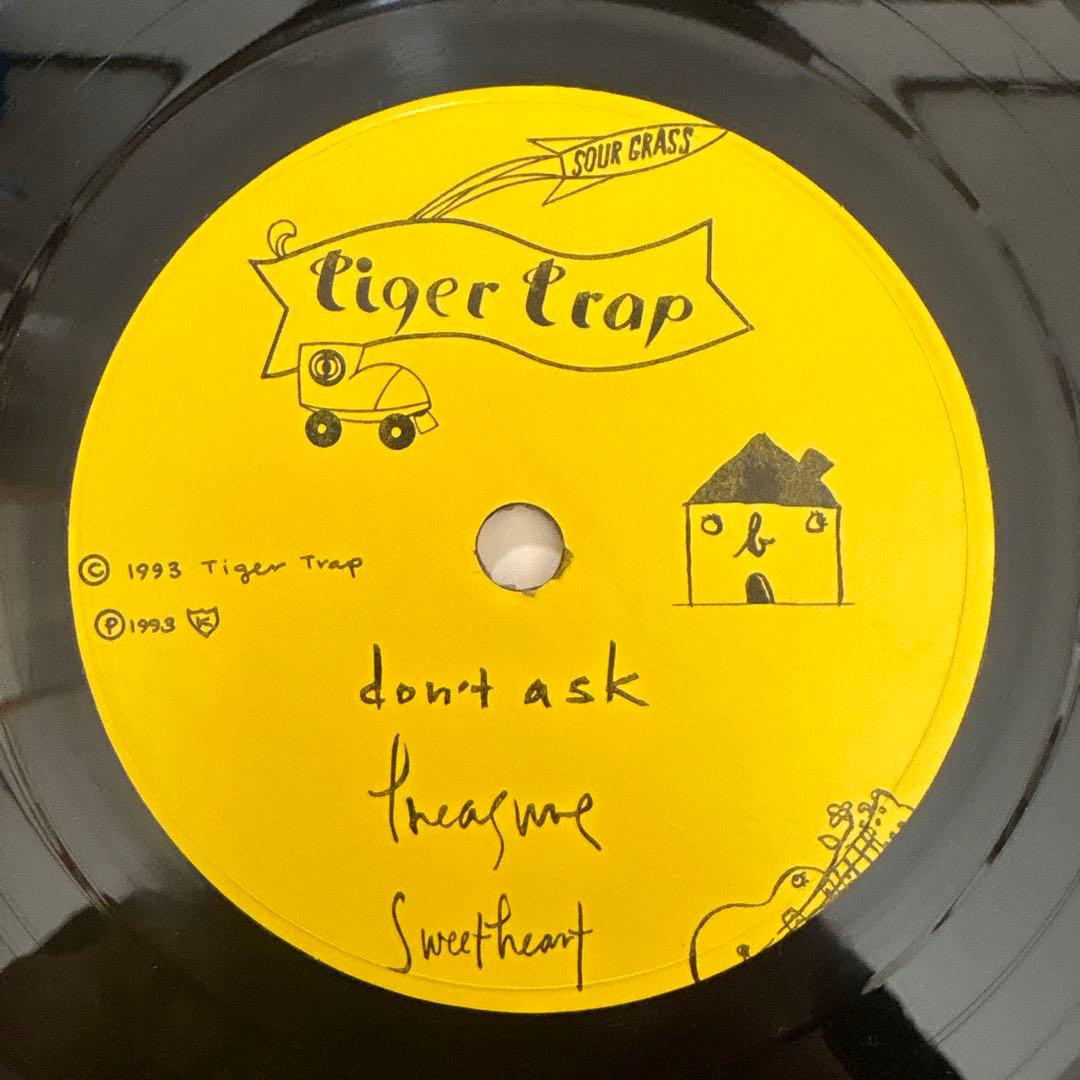 SOUR GRASS
tiger trap
b
© 1993 Tiger Trap
℗ 1993 K
don't ask
treasure
Sweetheart